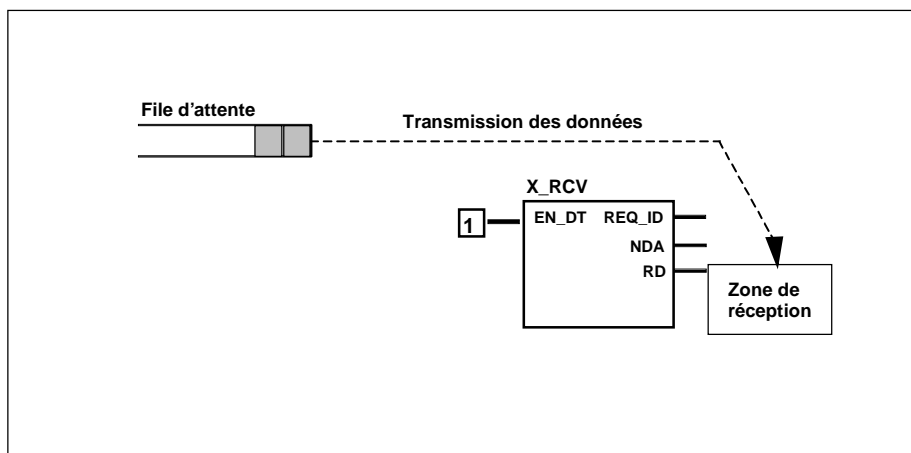 File d'attente
Transmission des données
X_RCV
1
EN_DT REQ_ID
NDA
RD
Zone de
réception